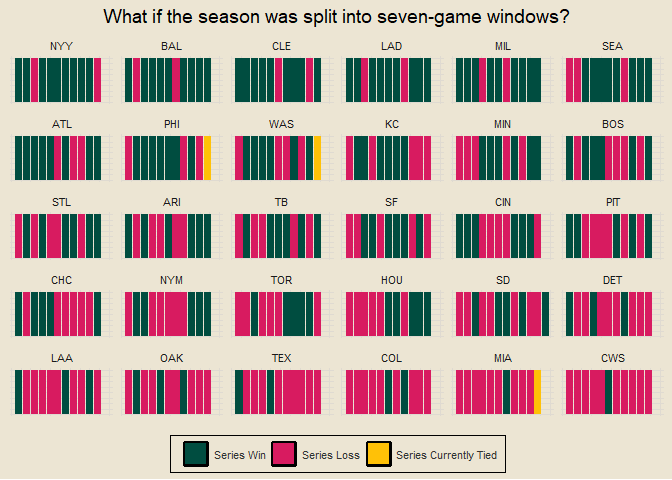 What if the season was split into seven-game windows?
NYY BAL CLE LAD MIL SEA
ATL PHI WAS KC MIN BOS
STL ARI TB SF CIN PIT
CHC NYM TOR HOU SD DET
LAA OAK TEX COL MIA CWS
Series Win Series Loss Series Currently Tied